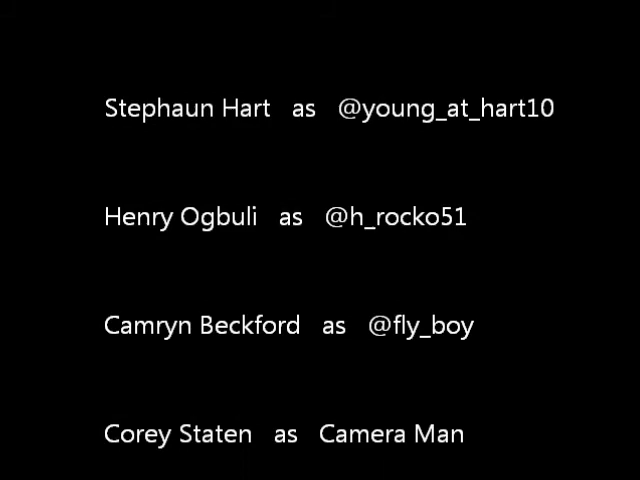 Stephaun Hart as @young_at_hart10
Henry Ogbuli as @h_rocko51
Camryn Beckford as @fly_boy
Corey Staten as Camera Man